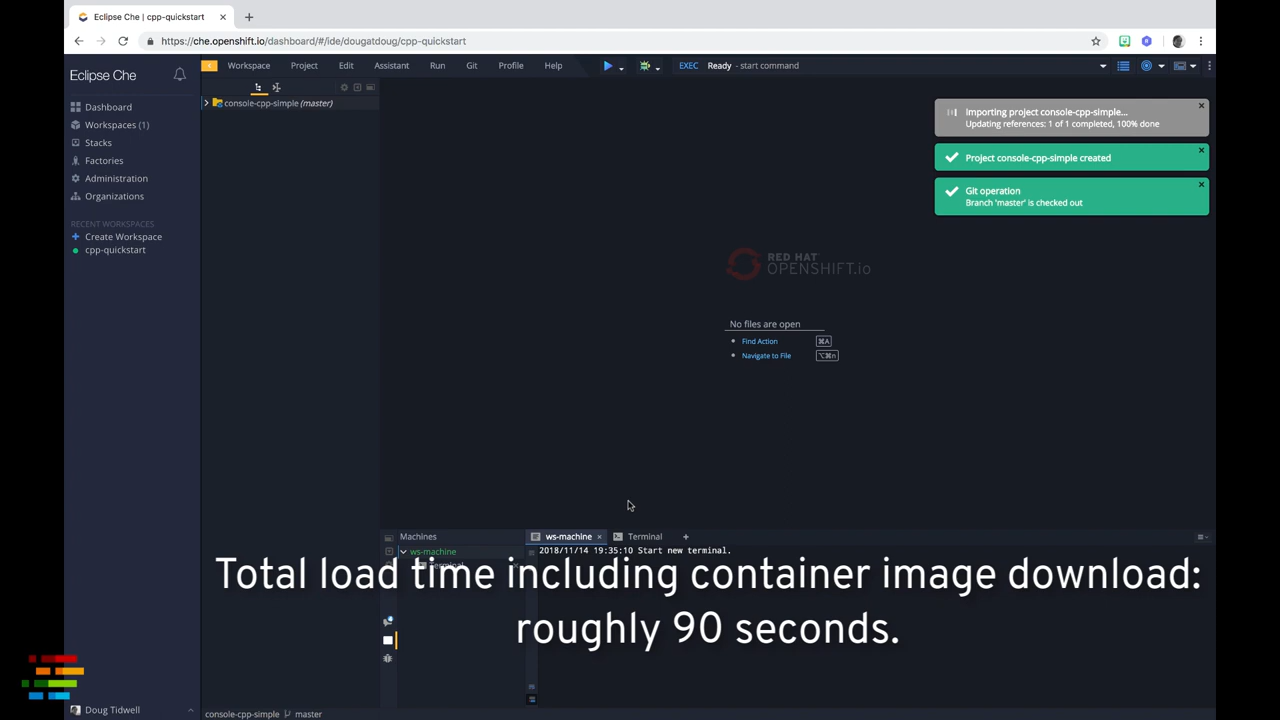 Eclipse Che | cpp-quickstart
https://che.openshift.io/dashboard/#/ide/dougatdoug/cpp-quickstart
Eclipse Che
Dashboard
Workspaces (1)
Stacks
Factories
Administration
Organizations
RECENT WORKSPACES
Create Workspace
cpp-quickstart
Doug Tidwell
Workspace Project Edit Assistant Run Git Profile Help
EXEC Ready - start command
console-cpp-simple (master)
Importing project console-cpp-simple...
Updating references: 1 of 1 completed, 100% done
Project console-cpp-simple created
Git operation
Branch 'master' is checked out
RED HAT
OPENSHIFT.io
No files are open
Find Action ⌘A
Navigate to File ⌥⌘n
Machines
ws-machine
ws-machine Terminal
2018/11/14 19:35:10 Start new terminal.
Total load time including container image download:
roughly 90 seconds.
console-cpp-simple master